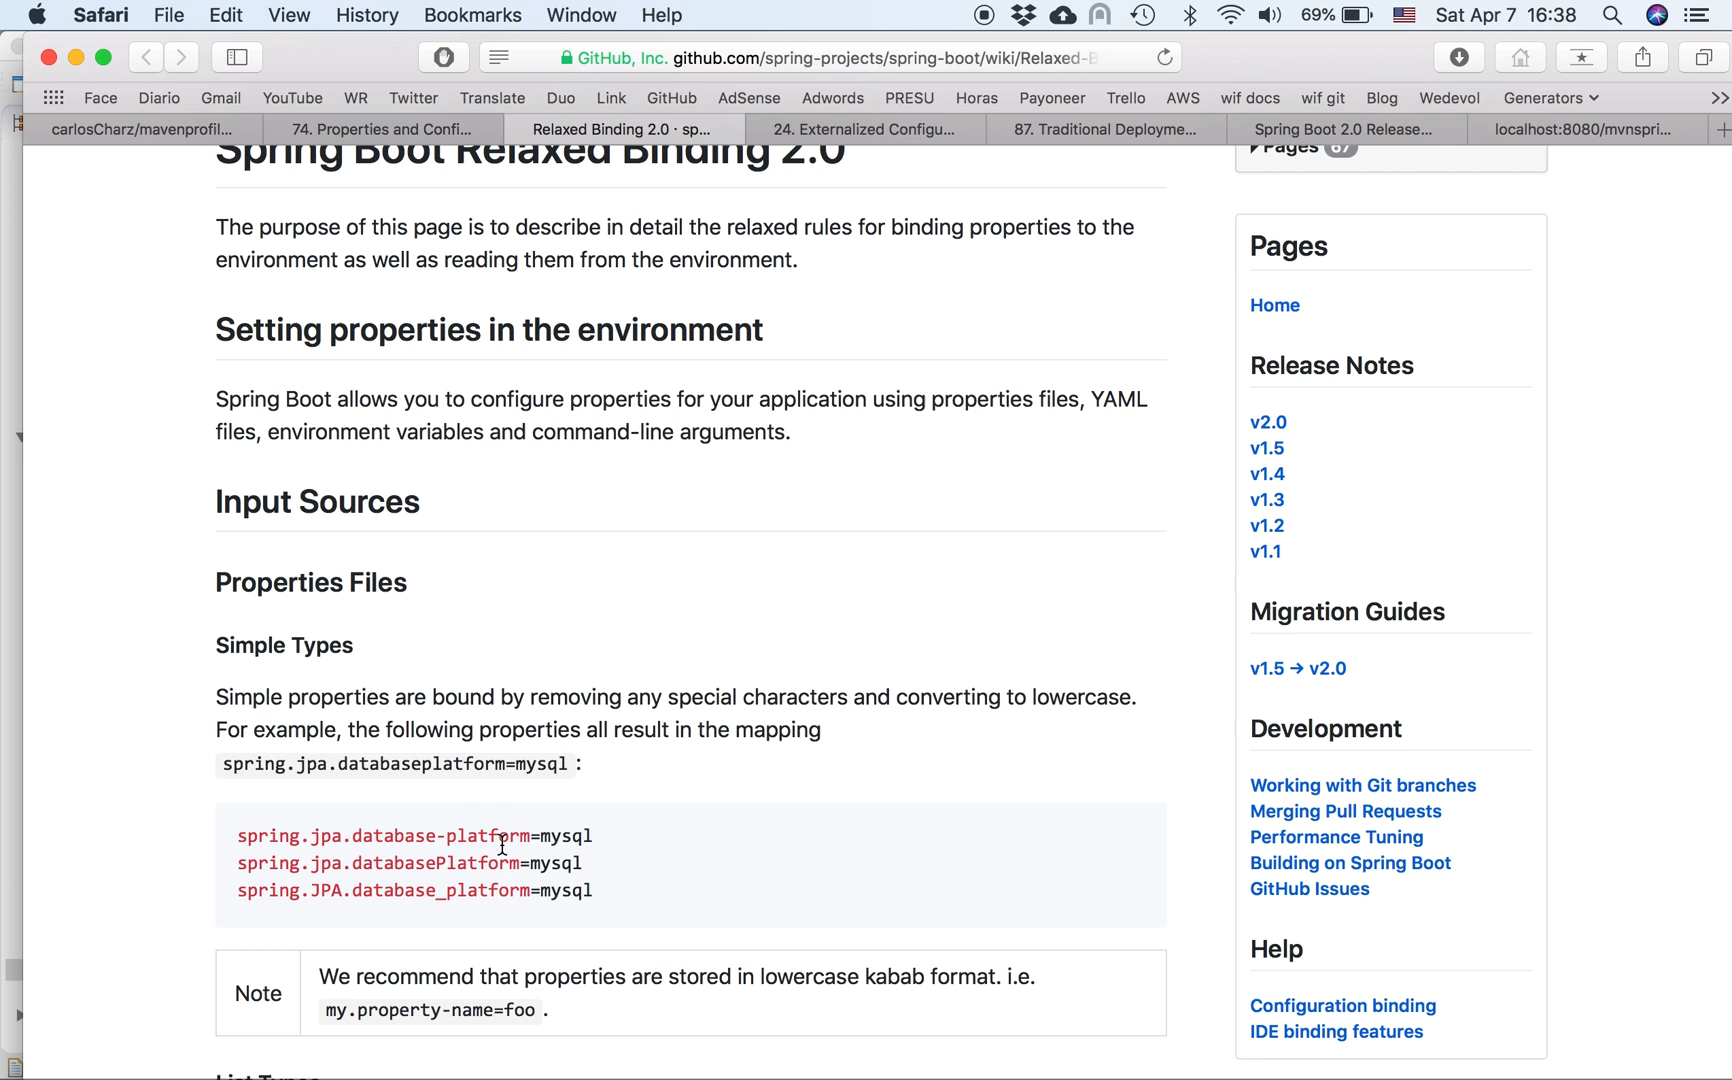 Safari File Edit View History Bookmarks Window Help 69% Sat Apr 7 16:38
GitHub, Inc. github.com/spring-projects/spring-boot/wiki/Relaxed-B
Face Diario Gmail YouTube WR Twitter Translate Duo Link GitHub AdSense Adwords PRESU Horas Payoneer Trello AWS wif docs wif git Blog Wedevol Generators
carlosCharz/mavenprofil... 74. Properties and Confi... Relaxed Binding 2.0 · sp... 24. Externalized Configu... 87. Traditional Deployme... Spring Boot 2.0 Release... localhost:8080/mvnspri...
Spring Boot Relaxed Binding 2.0
The purpose of this page is to describe in detail the relaxed rules for binding properties to the
environment as well as reading them from the environment.
Setting properties in the environment
Spring Boot allows you to configure properties for your application using properties files, YAML
files, environment variables and command-line arguments.
Input Sources
Properties Files
Simple Types
Simple properties are bound by removing any special characters and converting to lowercase.
For example, the following properties all result in the mapping
spring.jpa.databaseplatform=mysql :
spring.jpa.database-platform=mysql
spring.jpa.databasePlatform=mysql
spring.JPA.database_platform=mysql
Note
We recommend that properties are stored in lowercase kabab format. i.e.
my.property-name=foo .
List Types
Pages 67
Pages
Home
Release Notes
v2.0
v1.5
v1.4
v1.3
v1.2
v1.1
Migration Guides
v1.5 → v2.0
Development
Working with Git branches
Merging Pull Requests
Performance Tuning
Building on Spring Boot
GitHub Issues
Help
Configuration binding
IDE binding features